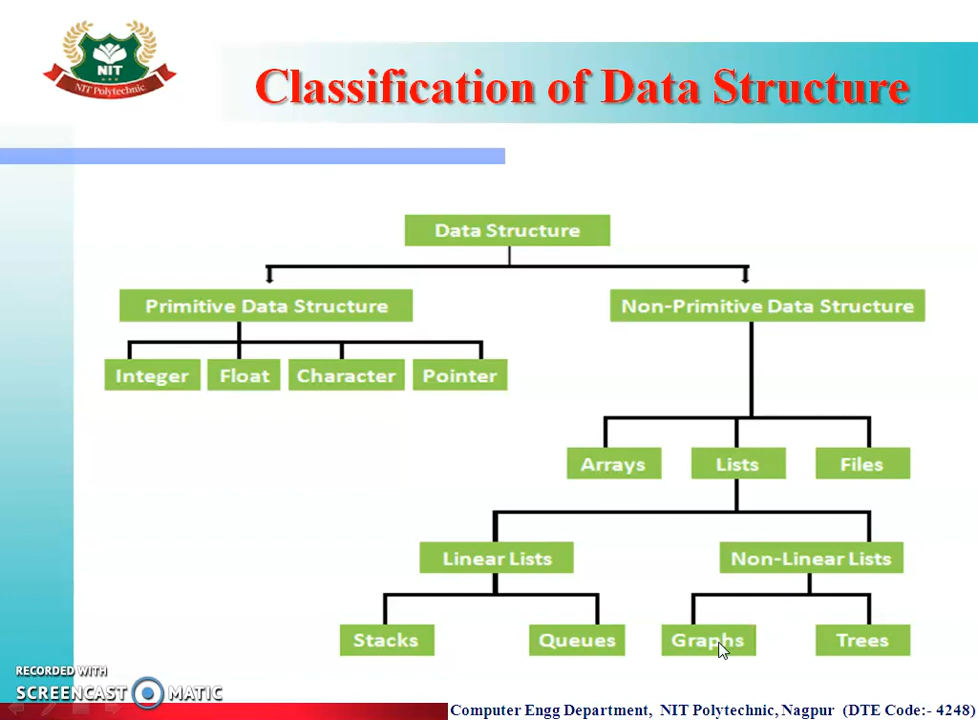 NIT
NIT Polytechnic
Classification of Data Structure
Data Structure
Primitive Data Structure
Non-Primitive Data Structure
Integer
Float
Character
Pointer
Arrays
Lists
Files
Linear Lists
Non-Linear Lists
Stacks
Queues
Graphs
Trees
RECORDED WITH
SCREENCAST MATIC
Computer Engg Department, NIT Polytechnic, Nagpur (DTE Code:- 4248)